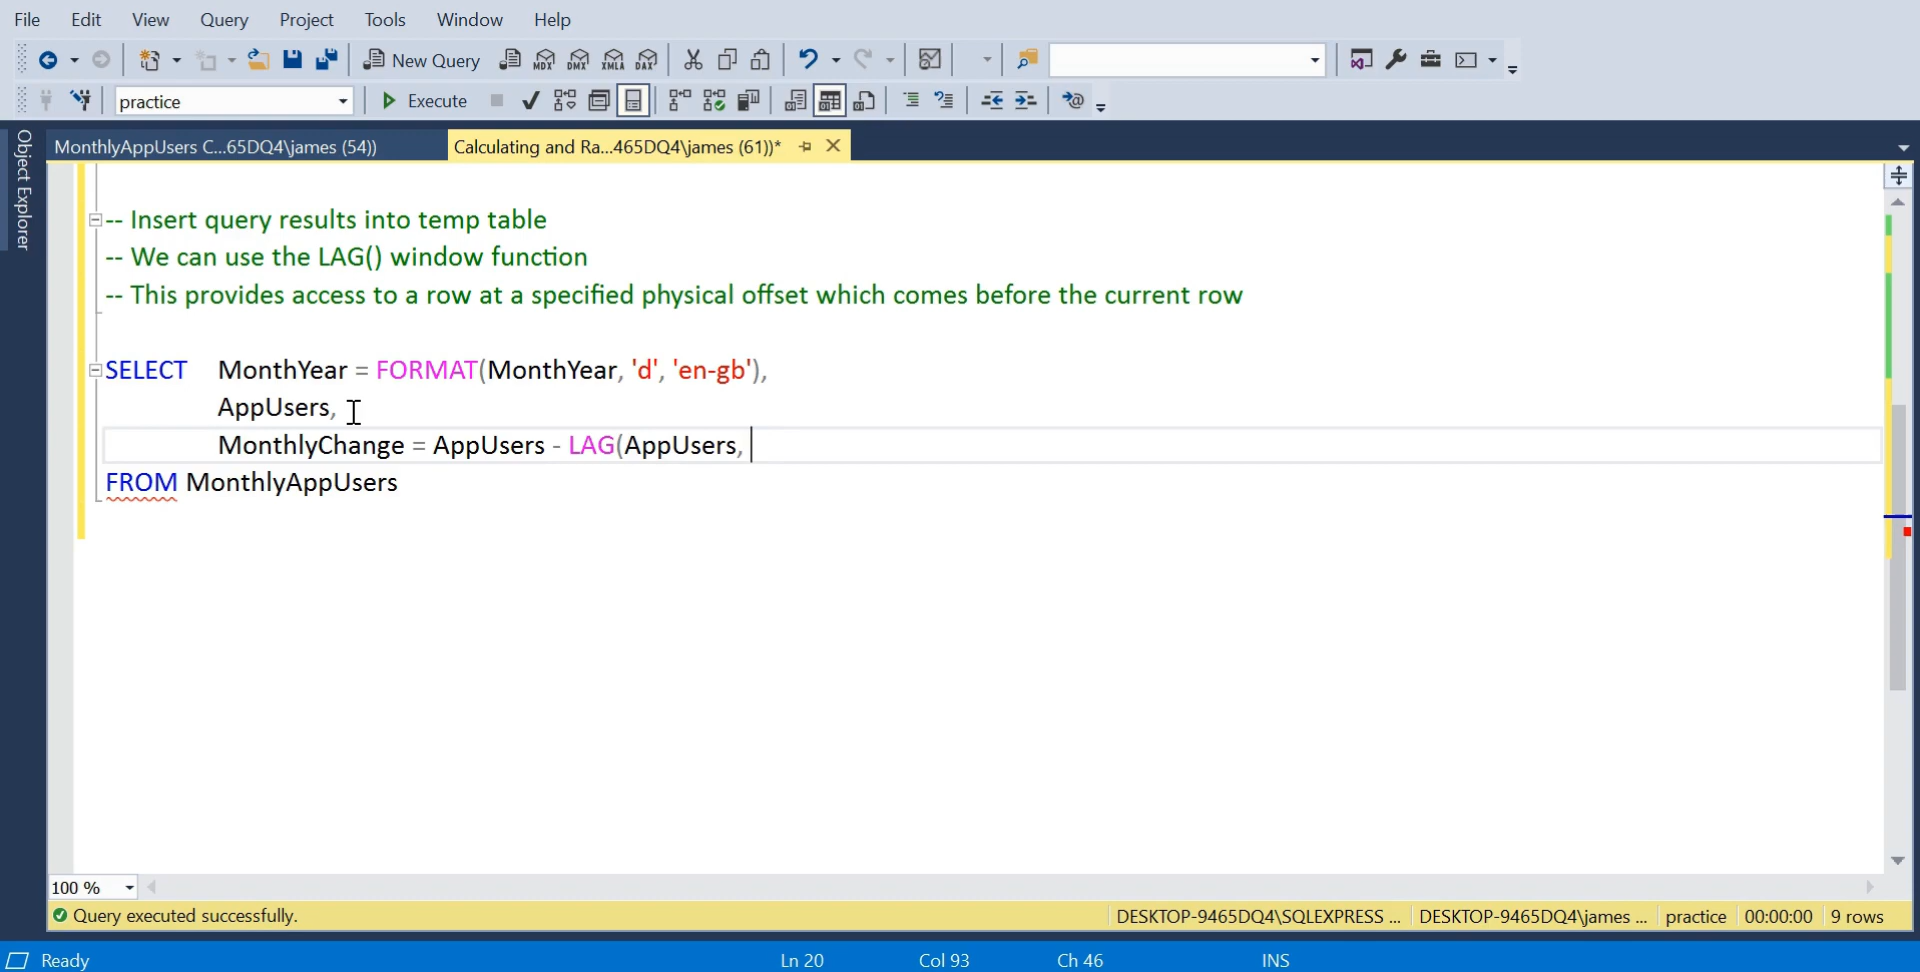 File Edit View Query Project Tools Window Help
New Query MDX DMX XMLA DAX
practice Execute
Object Explorer
MonthlyAppUsers C...65DQ4\james (54)) Calculating and Ra...465DQ4\james (61))*
-- Insert query results into temp table
-- We can use the LAG() window function
-- This provides access to a row at a specified physical offset which comes before the current row
SELECT MonthYear = FORMAT(MonthYear, 'd', 'en-gb'),
AppUsers,
MonthlyChange = AppUsers - LAG(AppUsers,
FROM MonthlyAppUsers
100 %
Query executed successfully. DESKTOP-9465DQ4\SQLEXPRESS ... DESKTOP-9465DQ4\james ... practice 00:00:00 9 rows
Ready Ln 20 Col 93 Ch 46 INS